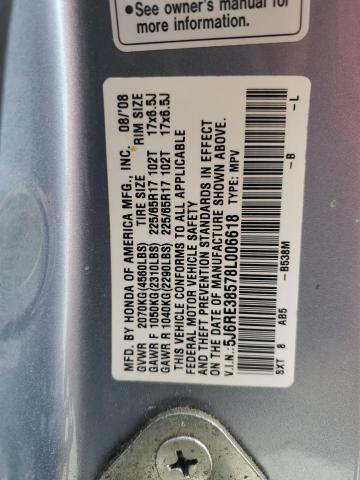 • See owner's manual for more
information.
MFD. BY HONDA OF AMERICA MFG., INC. 08/'08
GVWR 2070KG(4560LBS) TIRE SIZE RIM SIZE
GAWR F 1050KG(2310LBS) 225/65R17 102T 17x6.5J
GAWR R 1040KG(2290LBS) 225/65R17 102T 17x6.5J
THIS VEHICLE CONFORMS TO ALL APPLICABLE
FEDERAL MOTOR VEHICLE SAFETY
AND THEFT PREVENTION STANDARDS IN EFFECT
ON THE DATE OF MANUFACTURE SHOWN ABOVE.
V.I.N.: 5J6RE38578L006618 TYPE: MPV
SXT 8 AB5 -B538M -B -L